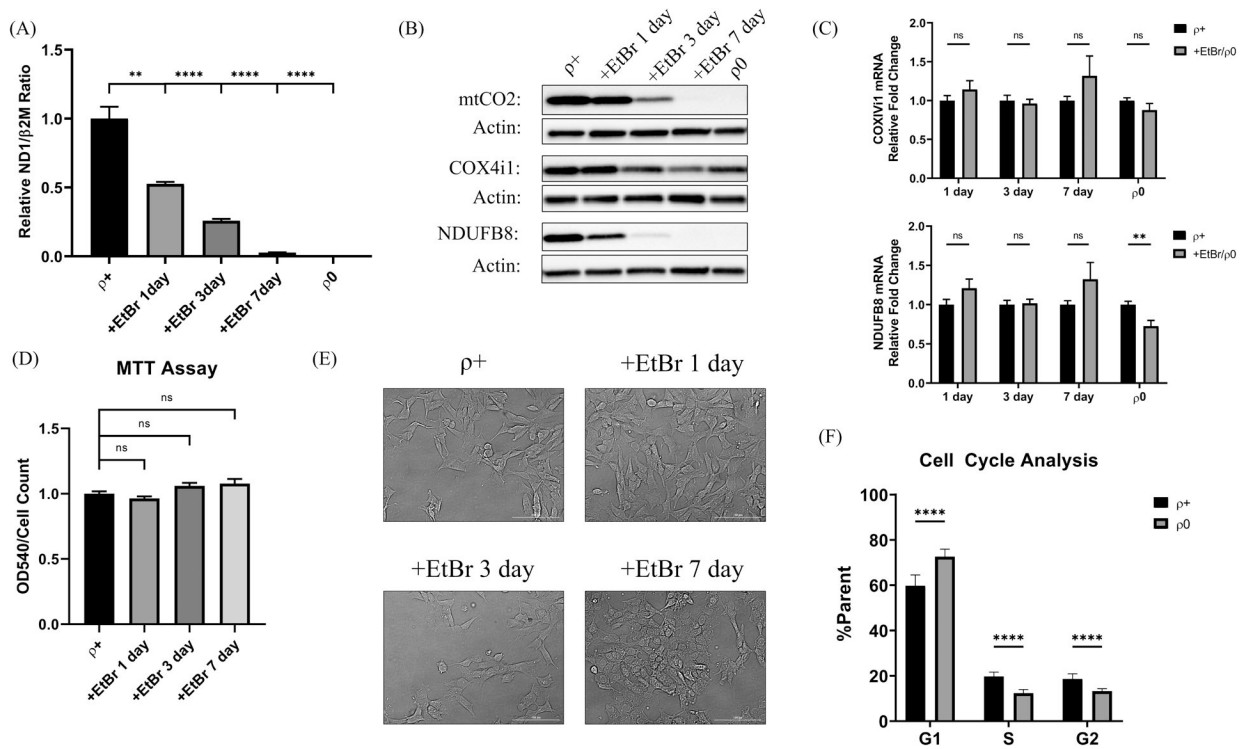 (A)
** **** **** ****
Relative ND1/β2M Ratio
1.5
1.0
0.5
0.0
ρ+
+EtBr 1day
+EtBr 3day
+EtBr 7day
ρ0
(B)
ρ+
+EtBr 1 day
+EtBr 3 day
+EtBr 7 day
ρ0
mtCO2:
Actin:
COX4i1:
Actin:
NDUFB8:
Actin:
(C)
COXIVi1 mRNA
Relative Fold Change
2.0
1.5
1.0
0.5
0.0
ns ns ns ns
1 day 3 day 7 day ρ0
ρ+
+EtBr/ρ0
NDUFB8 mRNA
Relative Fold Change
2.0
1.5
1.0
0.5
0.0
ns ns ns **
1 day 3 day 7 day ρ0
ρ+
+EtBr/ρ0
(D)
MTT Assay
OD540/Cell Count
1.5
1.0
0.5
0.0
ns
ns
ns
ρ+
+EtBr 1 day
+EtBr 3 day
+EtBr 7 day
(E)
ρ+ +EtBr 1 day
+EtBr 3 day +EtBr 7 day
(F)
Cell Cycle Analysis
%Parent
100
80
60
40
20
0
**** **** ****
G1 S G2
ρ+
ρ0